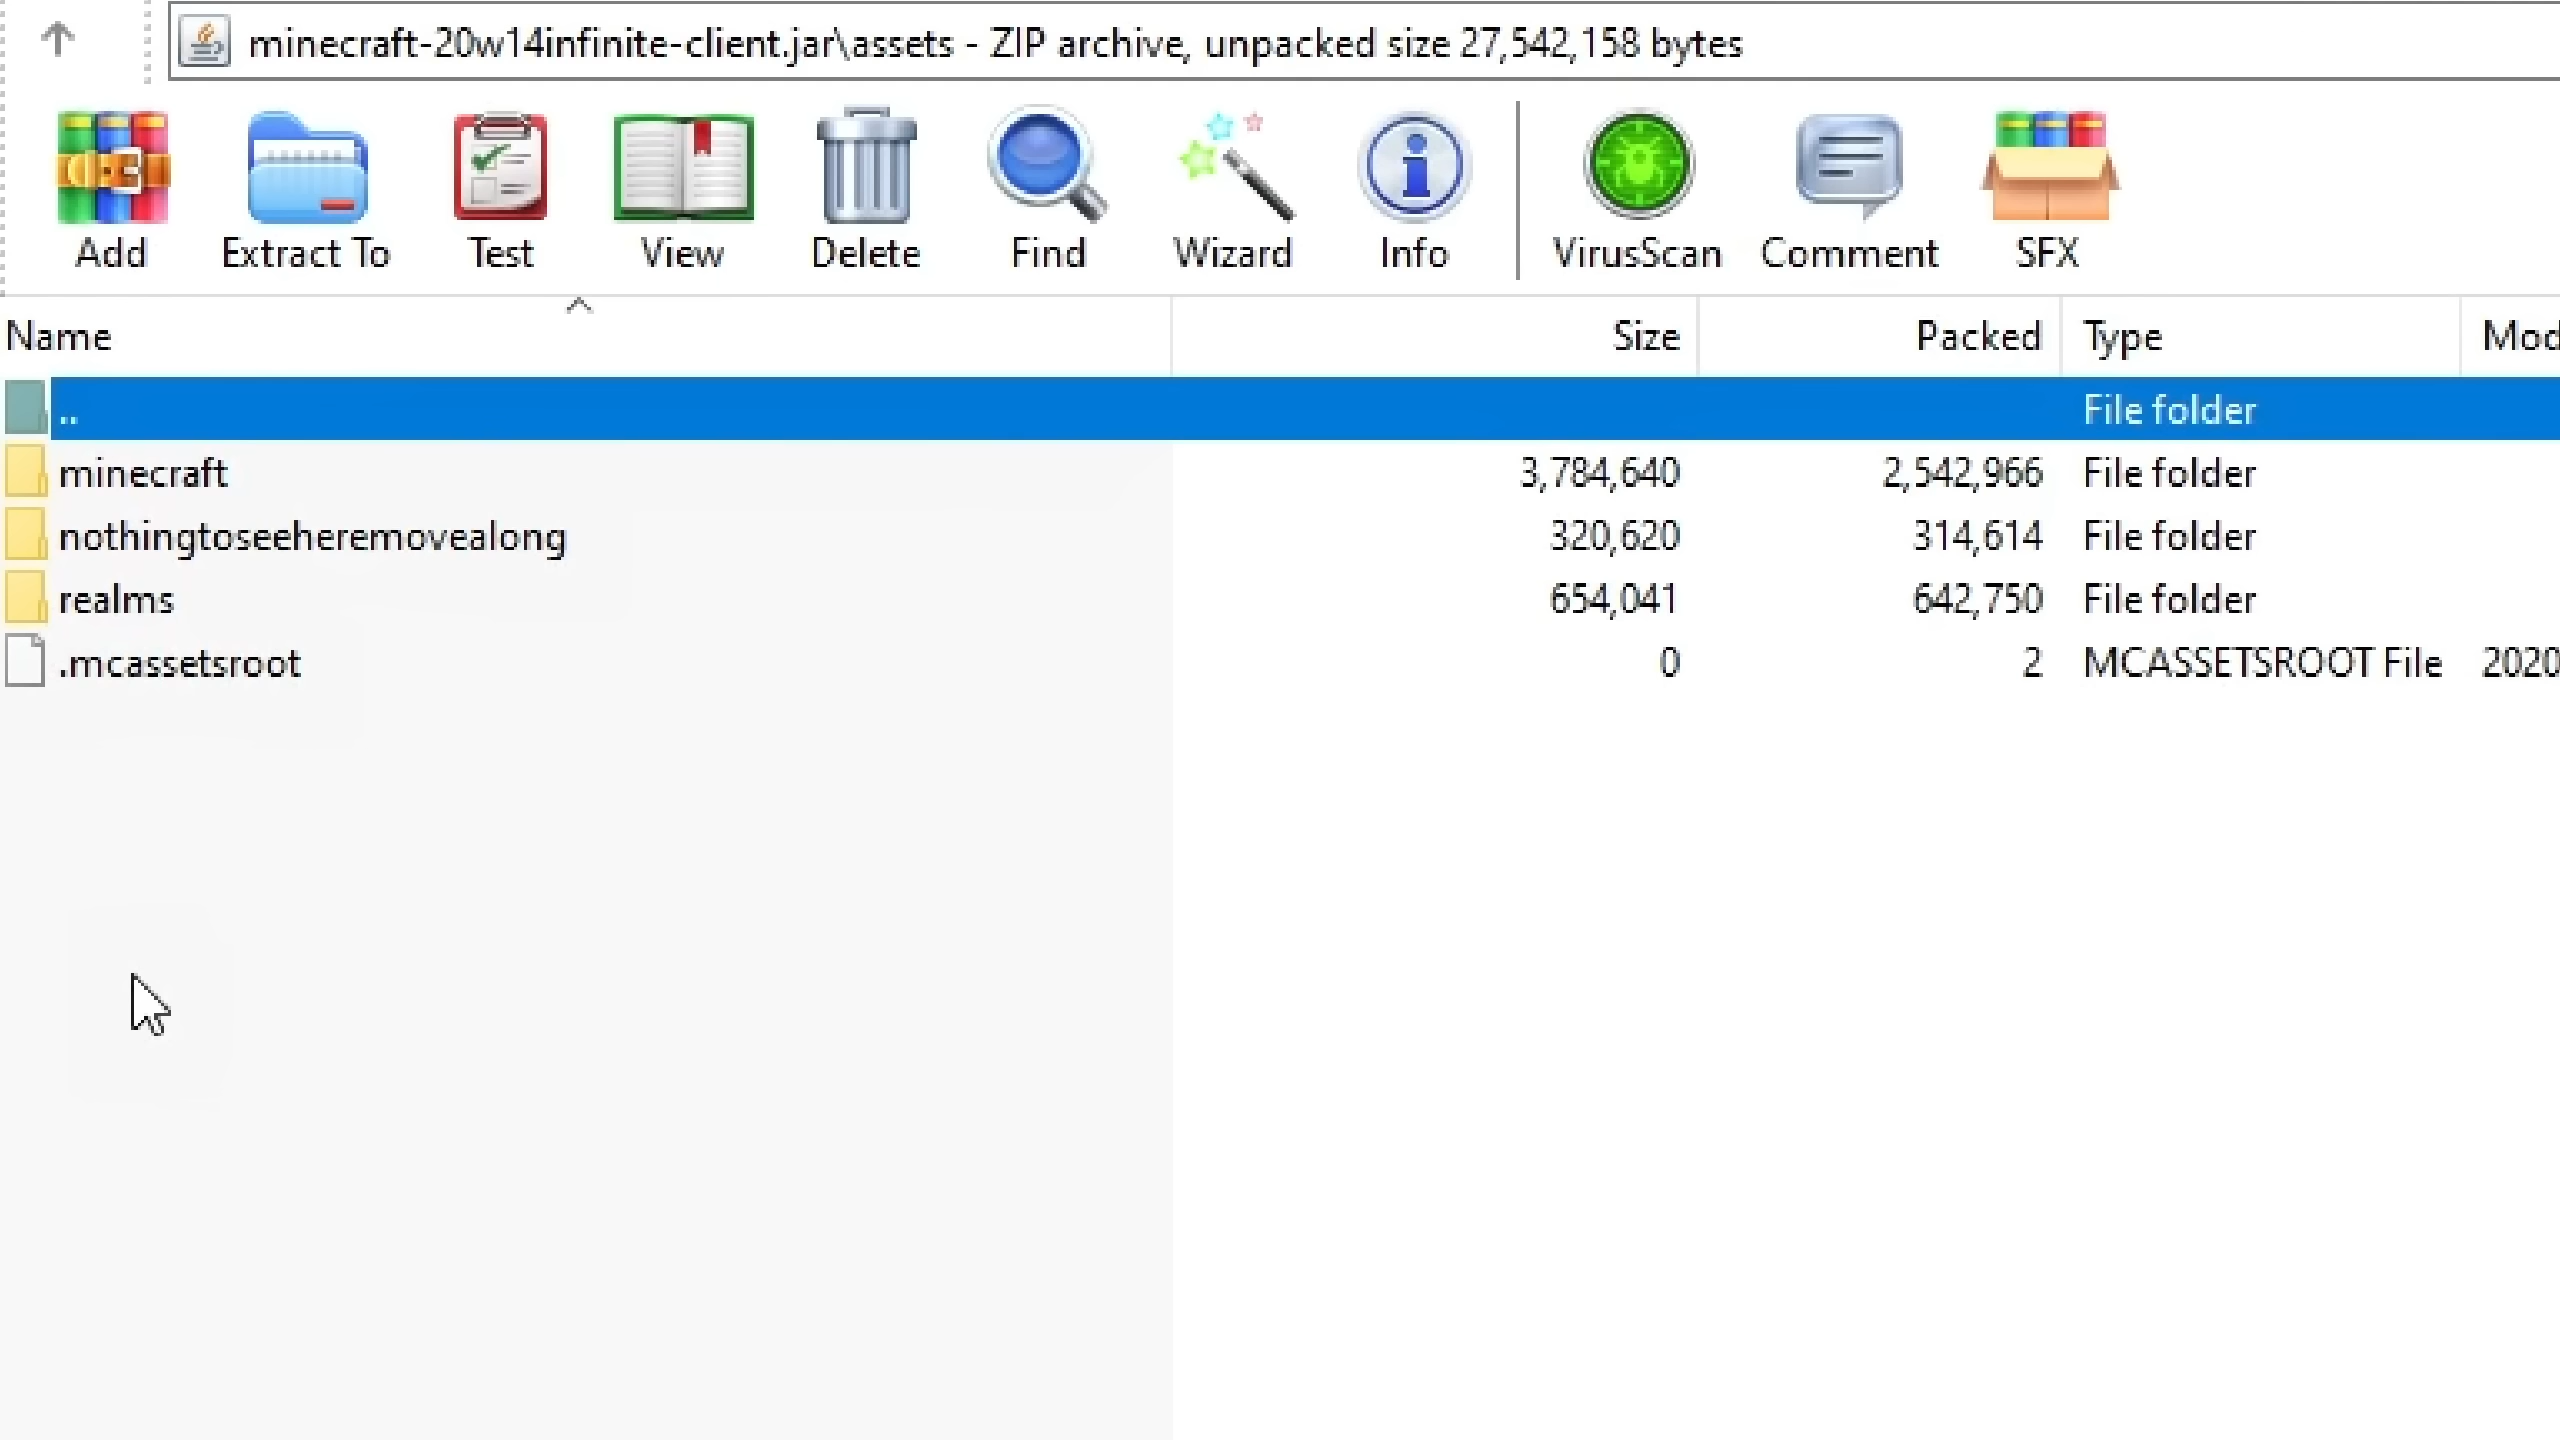 minecraft-20w14infinite-client.jar\assets - ZIP archive, unpacked size 27,542,158 bytes
Add Extract To Test View Delete Find Wizard Info VirusScan Comment SFX
Name Size Packed Type Mod
.. File folder
minecraft 3,784,640 2,542,966 File folder
nothingtoseeheremovealong 320,620 314,614 File folder
realms 654,041 642,750 File folder
.mcassetsroot 0 2 MCASSETSROOT File 2020